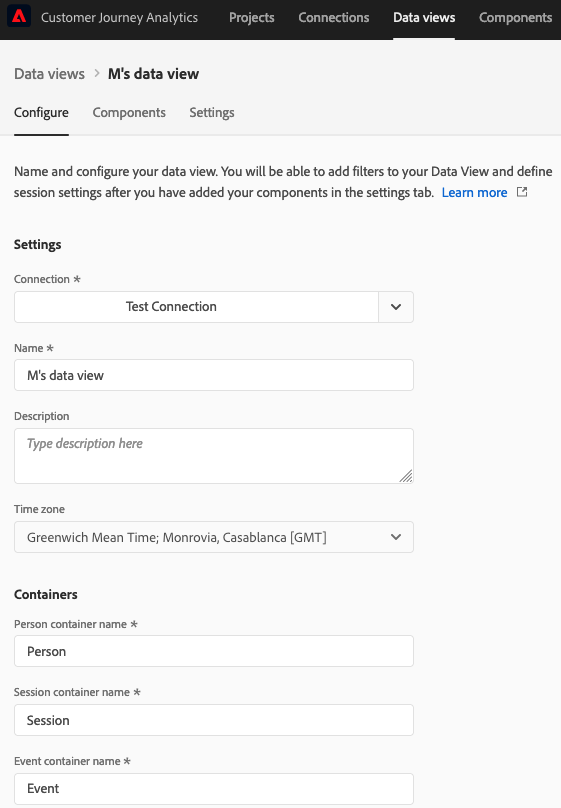 Customer Journey Analytics Projects Connections Data views Components
Data views > M's data view
Configure Components Settings
Name and configure your data view. You will be able to add filters to your Data View and define
session settings after you have added your components in the settings tab. Learn more
Settings
Connection *
Test Connection
Name *
M's data view
Description
Type description here
Time zone
Greenwich Mean Time; Monrovia, Casablanca [GMT]
Containers
Person container name *
Person
Session container name *
Session
Event container name *
Event